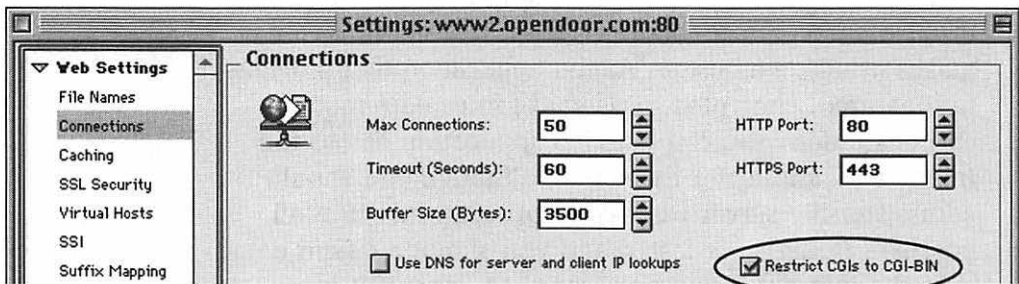 Settings: www2.opendoor.com:80
Web Settings
File Names
Connections
Caching
SSL Security
Virtual Hosts
SSI
Suffix Mapping
Connections
Max Connections: 50
HTTP Port: 80
Timeout (Seconds): 60
HTTPS Port: 443
Buffer Size (Bytes): 3500
Use DNS for server and client IP lookups
Restrict CGIs to CGI-BIN